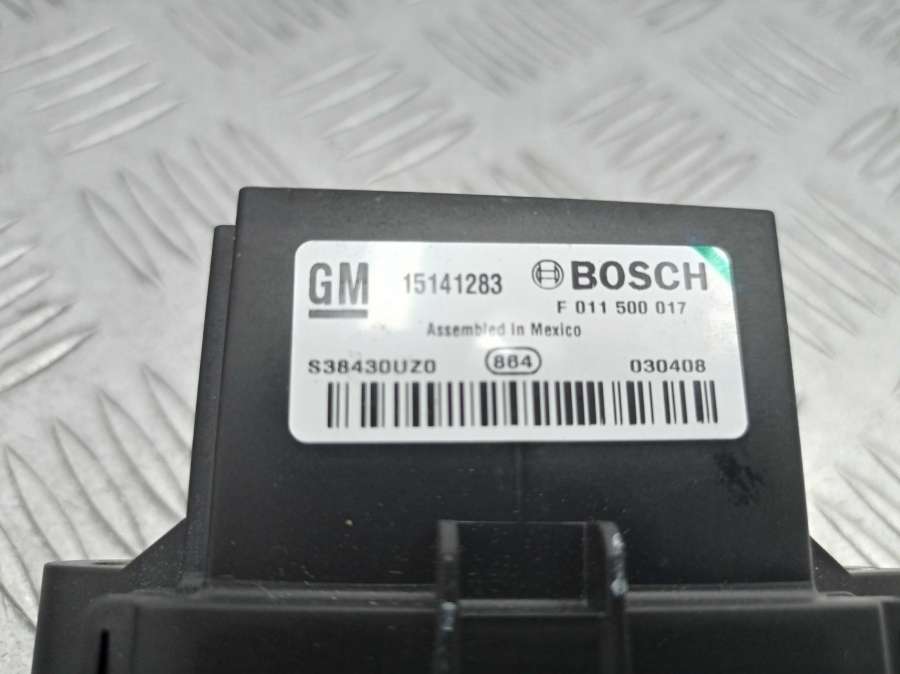 GM 15141283 BOSCH
F 011 500 017
Assembled in Mexico
S38430UZ0 864 030408